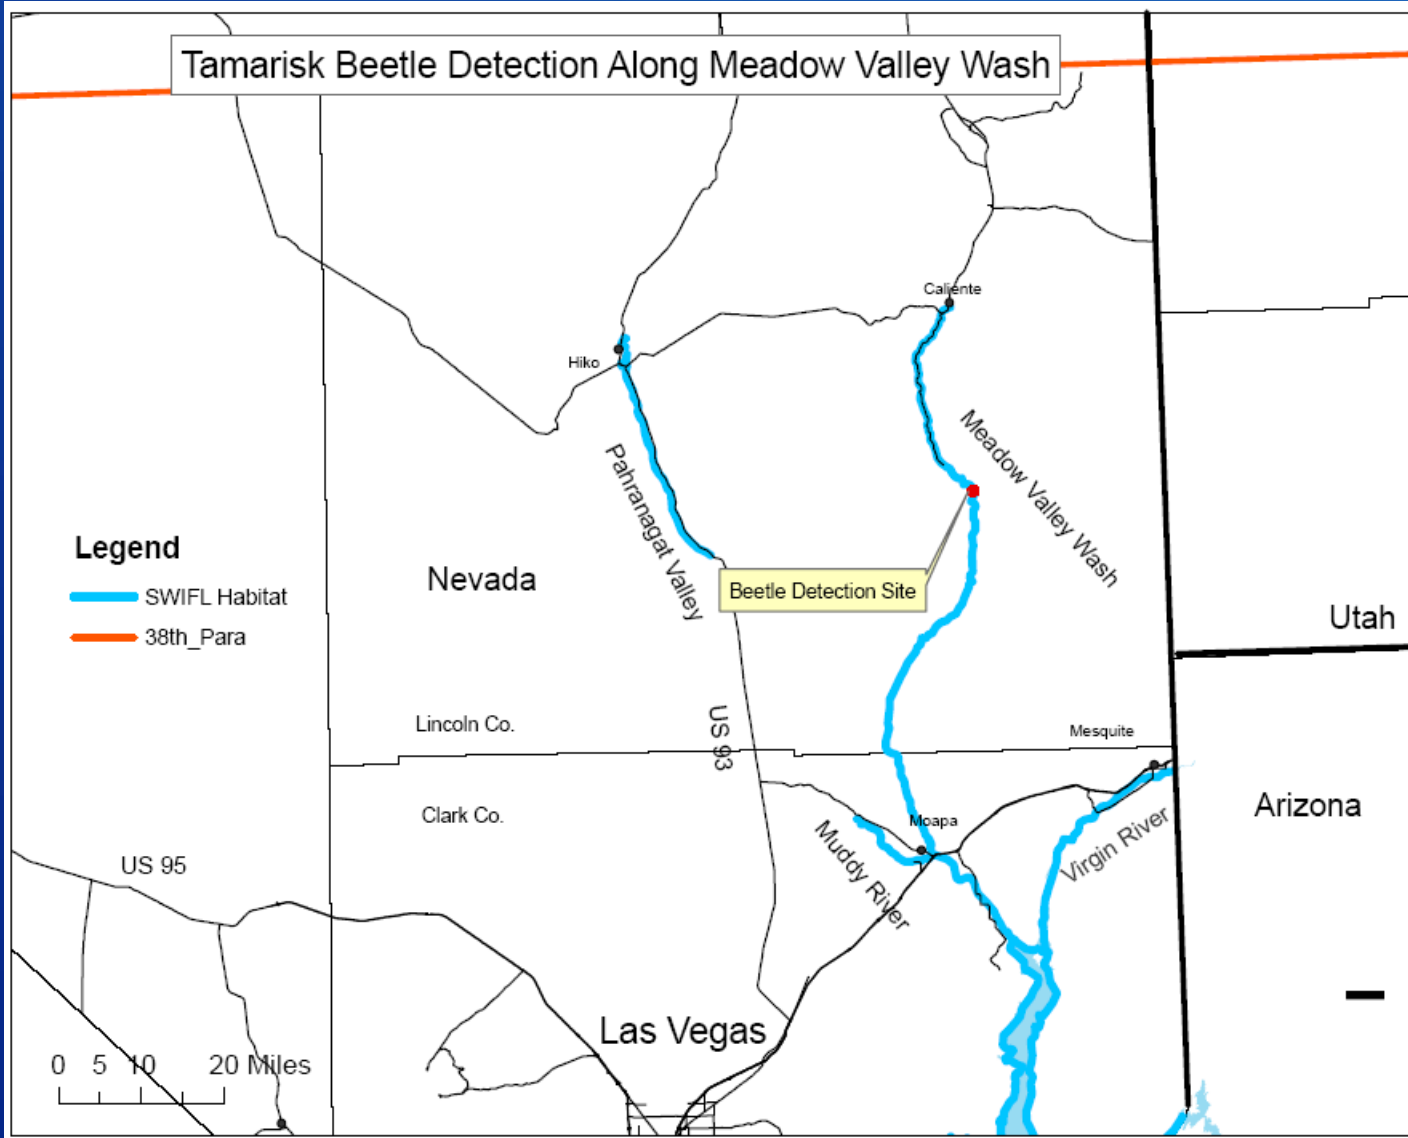 Tamarisk Beetle Detection Along Meadow Valley Wash
Caliente
Hiko
Meadow Valley Wash
Pahranagat Valley
Legend
SWIFL Habitat
38th_Para
Nevada
Beetle Detection Site
Utah
Lincoln Co.
US 93
Mesquite
Clark Co.
Moapa
Arizona
Muddy River
Virgin River
US 95
Las Vegas
0 5 10 20 Miles